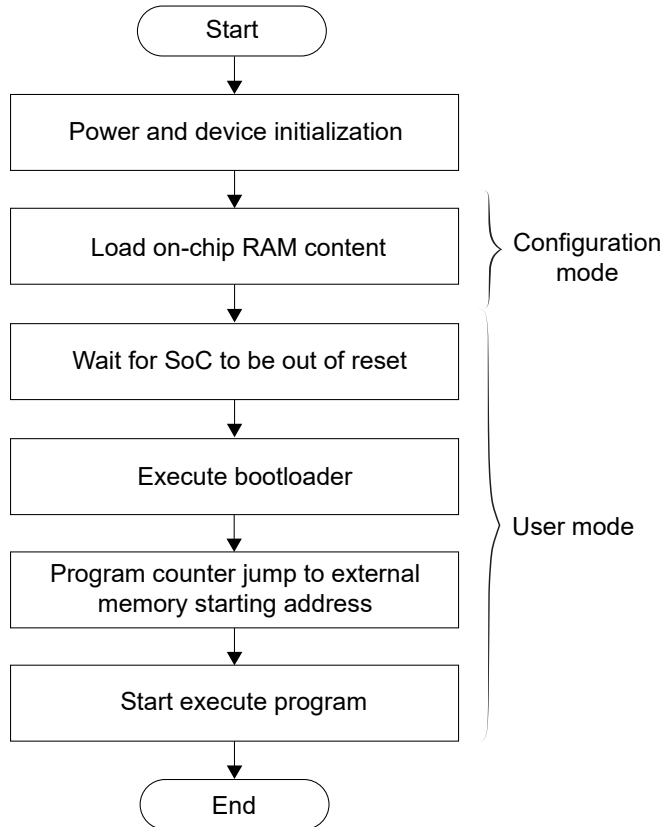 Start
Power and device initialization
Load on-chip RAM content
Configuration
mode
Wait for SoC to be out of reset
Execute bootloader
User mode
Program counter jump to external
memory starting address
Start execute program
End